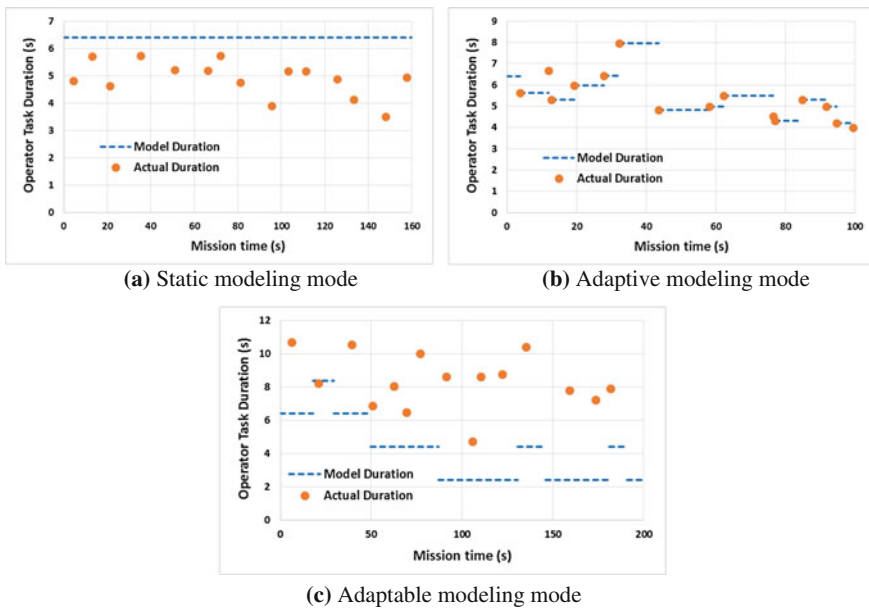 7
6
5
4
3
2
1
0
Operator Task Duration (s)
Model Duration
Actual Duration
0 20 40 60 80 100 120 140 160
Mission time (s)
(a) Static modeling mode
9
8
7
6
5
4
3
2
1
0
Operator Task Duration (s)
Model Duration
Actual Duration
0 20 40 60 80 100
Mission time (s)
(b) Adaptive modeling mode
12
10
8
6
4
2
0
Operator Task Duration (s)
Model Duration
Actual Duration
0 50 100 150 200
Mission time (s)
(c) Adaptable modeling mode